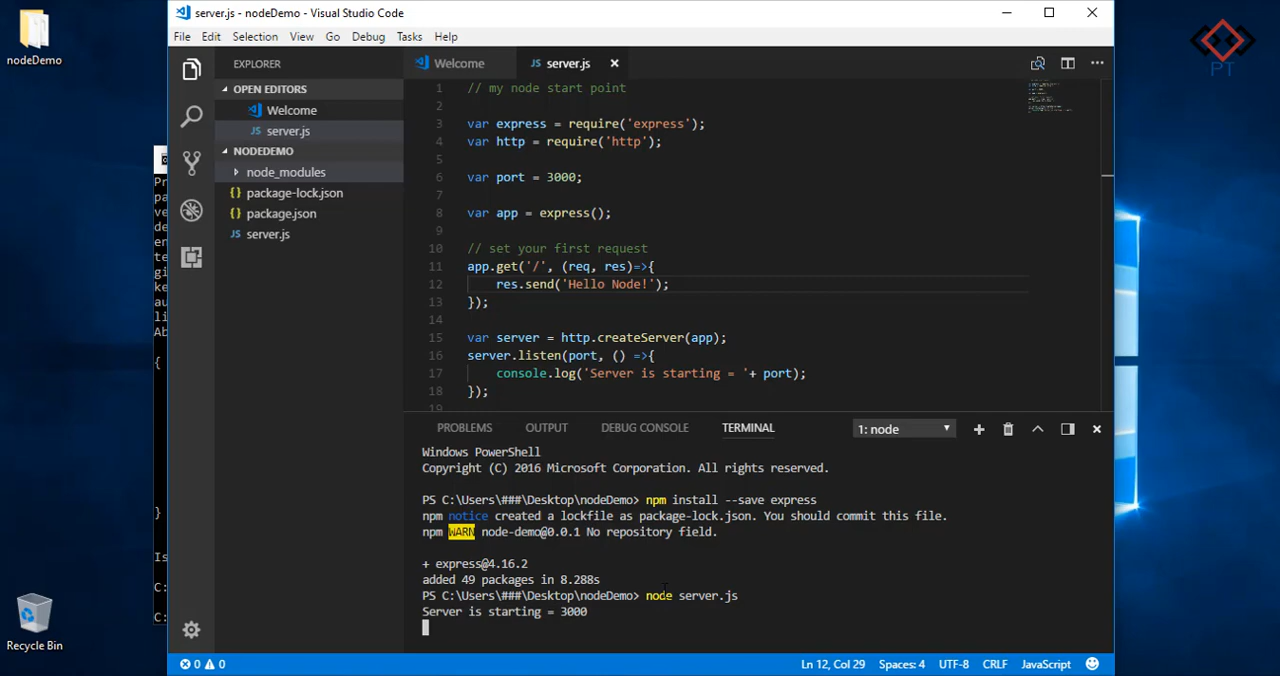 nodeDemo
Recycle Bin
PT
server.js - nodeDemo - Visual Studio Code
File Edit Selection View Go Debug Tasks Help
EXPLORER
OPEN EDITORS
Welcome
server.js
NODEDEMO
node_modules
package-lock.json
package.json
server.js
Welcome server.js
1 // my node start point
2
3 var express = require('express');
4 var http = require('http');
5
6 var port = 3000;
7
8 var app = express();
9
10 // set your first request
11 app.get('/', (req, res)=>{
12 res.send('Hello Node!');
13 });
14
15 var server = http.createServer(app);
16 server.listen(port, () =>{
17 console.log('Server is starting = '+ port);
18 });
19
PROBLEMS OUTPUT DEBUG CONSOLE TERMINAL 1: node
Windows PowerShell
Copyright (C) 2016 Microsoft Corporation. All rights reserved.
PS C:\Users\###\Desktop\nodeDemo> npm install --save express
npm notice created a lockfile as package-lock.json. You should commit this file.
npm WARN node-demo@0.0.1 No repository field.
+ express@4.16.2
added 49 packages in 8.288s
PS C:\Users\###\Desktop\nodeDemo> node server.js
Server is starting = 3000
0 0 Ln 12, Col 29 Spaces: 4 UTF-8 CRLF JavaScript